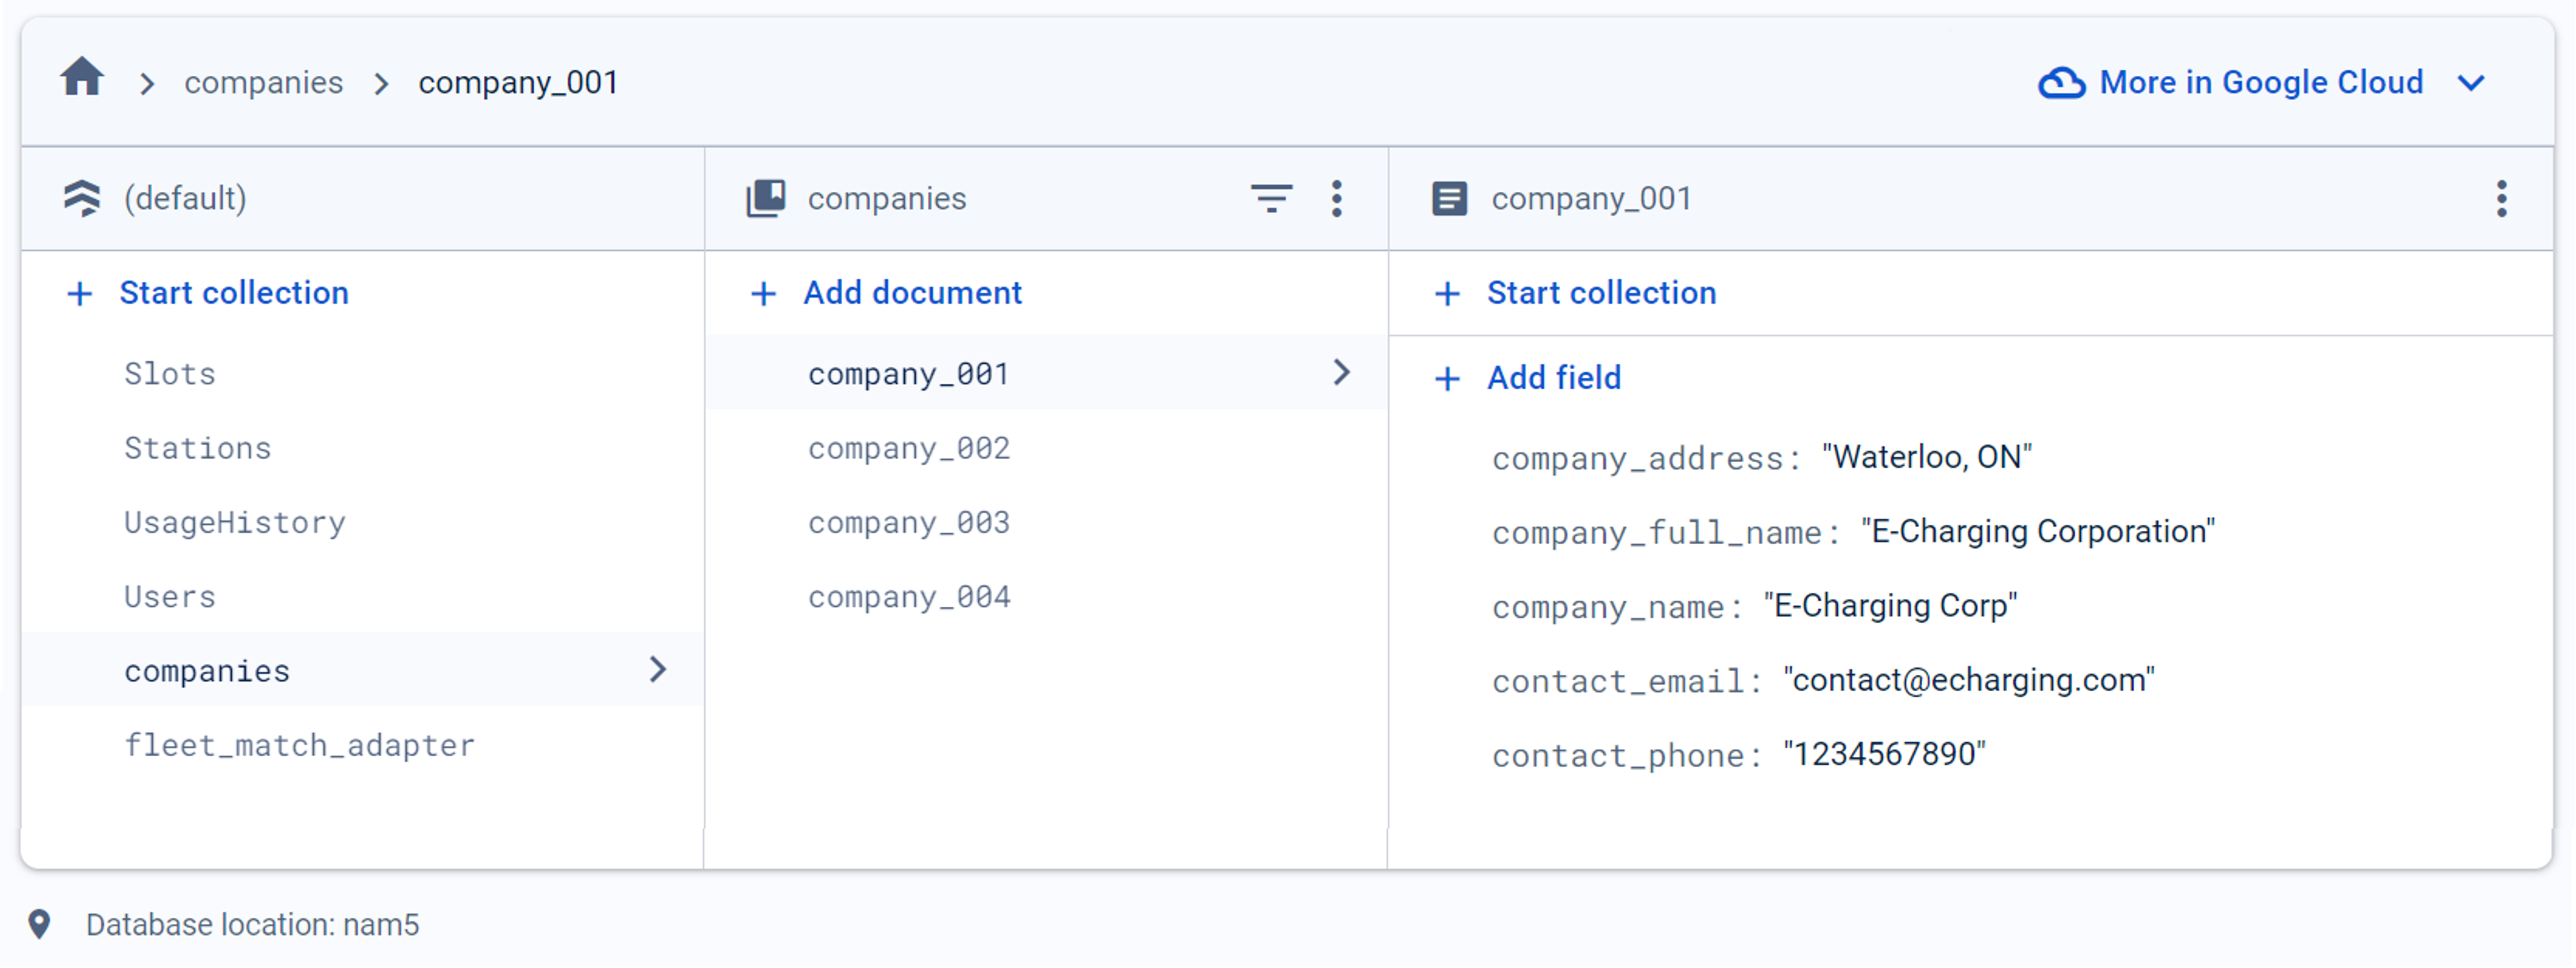 companies > company_001
More in Google Cloud
(default)
+ Start collection
Slots
Stations
UsageHistory
Users
companies
fleet_match_adapter
companies
+ Add document
company_001
company_002
company_003
company_004
company_001
+ Start collection
+ Add field
company_address: "Waterloo, ON"
company_full_name: "E-Charging Corporation"
company_name: "E-Charging Corp"
contact_email: "contact@echarging.com"
contact_phone: "1234567890"
Database location: nam5